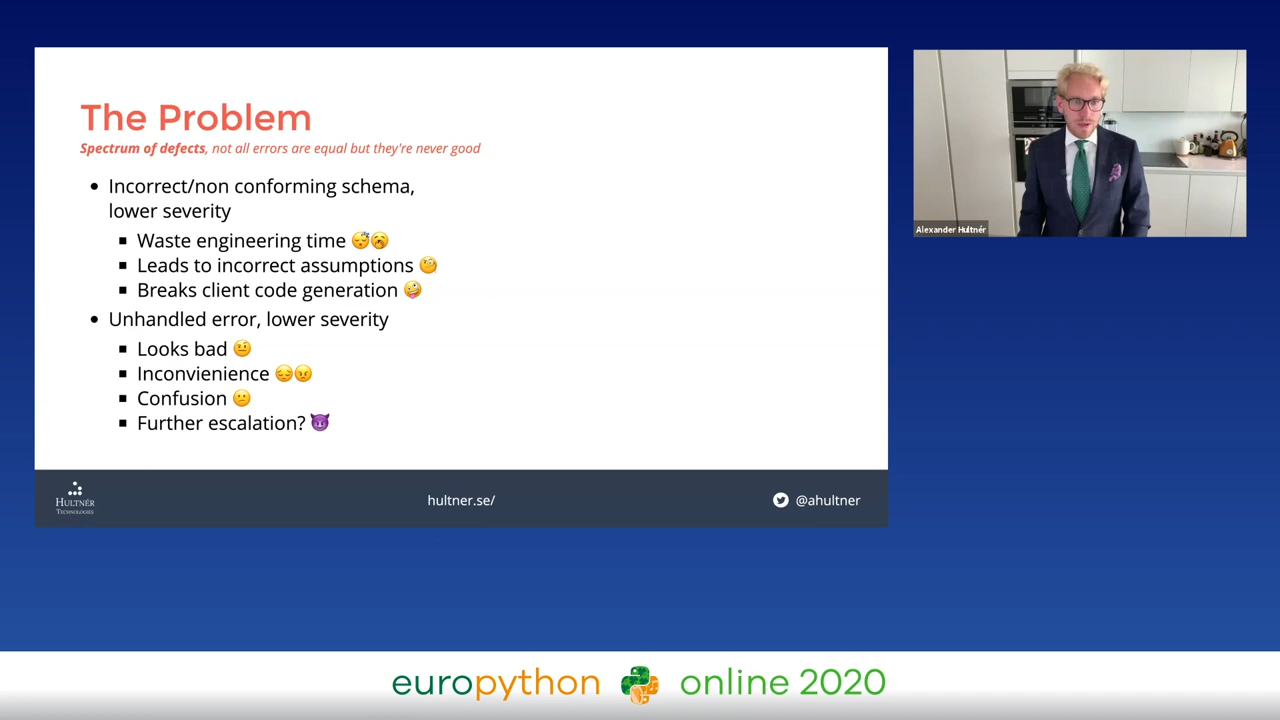 The Problem
Spectrum of defects, not all errors are equal but they're never good
Incorrect/non conforming schema,
lower severity
Waste engineering time 😴🥱
Leads to incorrect assumptions 🧐
Breaks client code generation 🤪
Unhandled error, lower severity
Looks bad 🤨
Inconvienience 😔😠
Confusion 😕
Further escalation? 😈
HULTNÉR
TECHNOLOGIES
hultner.se/
@ahultner
Alexander Hultnér
europython online 2020